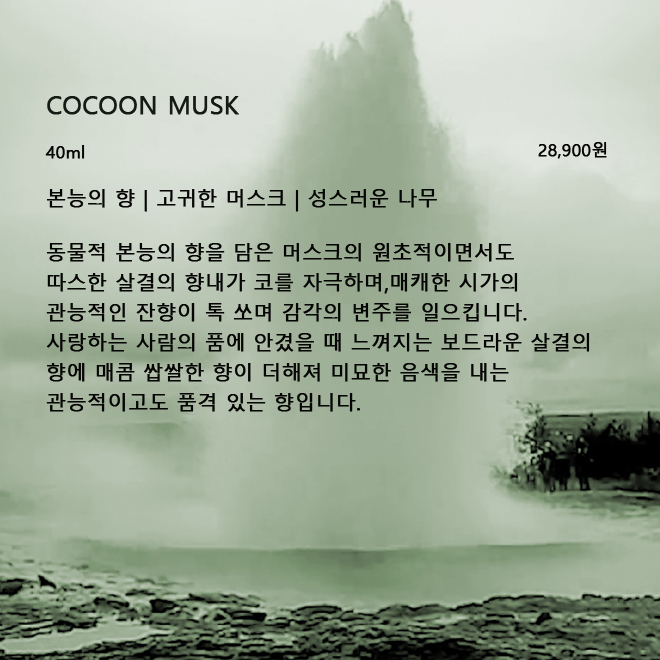 COCOON MUSK
40ml 28,900원
본능의 향 | 고귀한 머스크 | 성스러운 나무
동물적 본능의 향을 담은 머스크의 원초적이면서도
따스한 살결의 향내가 코를 자극하며,매캐한 시가의
관능적인 잔향이 톡 쏘며 감각의 변주를 일으킵니다.
사랑하는 사람의 품에 안겼을 때 느껴지는 보드라운 살결의
향에 매콤 쌉쌀한 향이 더해져 미묘한 음색을 내는
관능적이고도 품격 있는 향입니다.